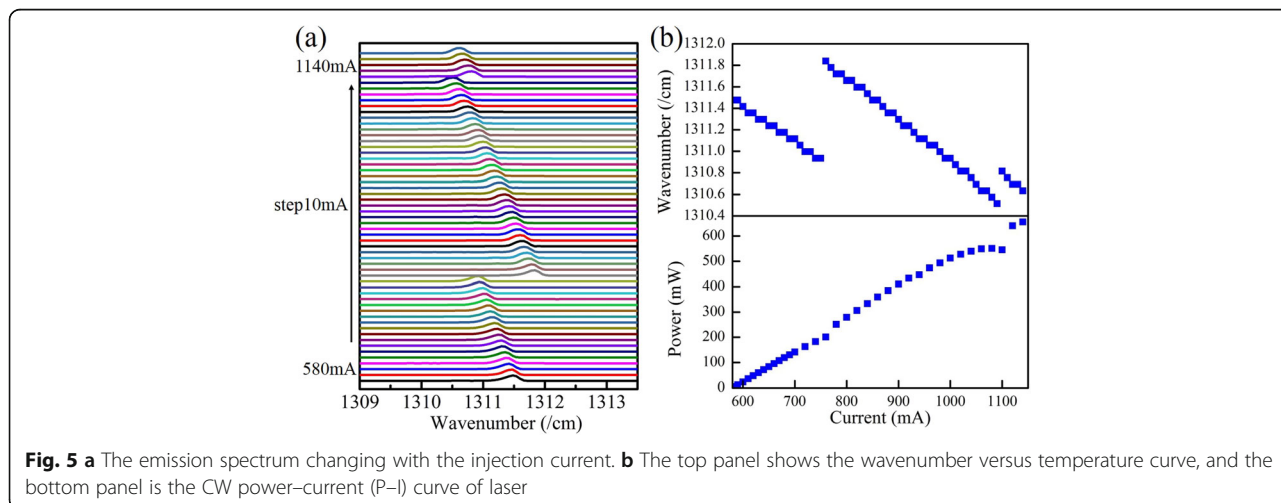 (a)
1140mA
step10mA
580mA
1309 1310 1311 1312 1313
Wavenumber (/cm)
(b)
Wavenumber (/cm)
1312.0
1311.8
1311.6
1311.4
1311.2
1311.0
1310.8
1310.6
1310.4
Power (mW)
600
500
400
300
200
100
0
600 700 800 900 1000 1100
Current (mA)
Fig. 5 a The emission spectrum changing with the injection current. b The top panel shows the wavenumber versus temperature curve, and the
bottom panel is the CW power–current (P–I) curve of laser